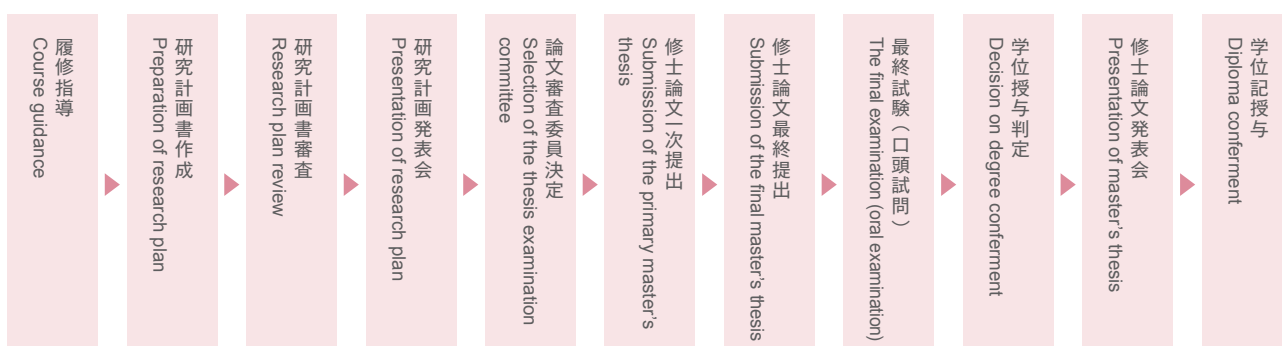 履修指導
Course guidance
研究計画書作成
Preparation of research plan
研究計画書審査
Research plan review
研究計画発表会
Presentation of research plan
論文審査委員決定
Selection of the thesis examination
committee
修士論文一次提出
Submission of the primary master's
thesis
修士論文最終提出
Submission of the final master's thesis
最終試験（口頭試問）
The final examination (oral examination)
学位授与判定
Decision on degree conferment
修士論文発表会
Presentation of master's thesis
学位記授与
Diploma conferment